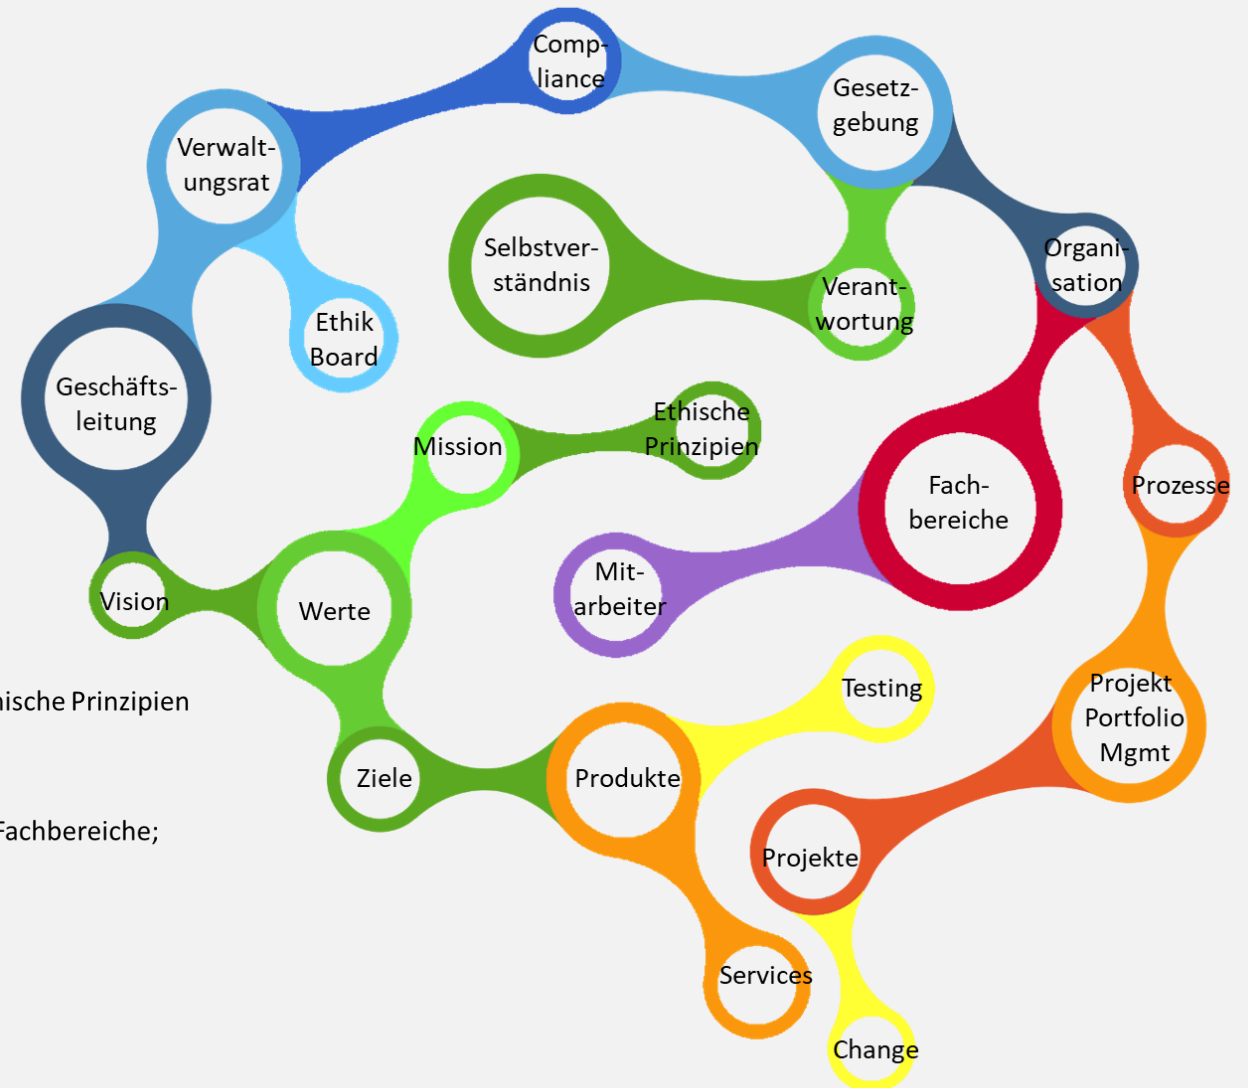 Comp-
liance
Gesetz-
gebung
Verwalt-
ungsrat
Selbstver-
ständnis
Organi-
sation
Verant-
wortung
Ethik
Board
Geschäfts-
leitung
Ethische
Prinzipien
Mission
Fach-
bereiche
Prozesse
Mit-
arbeiter
Vision
Werte
Testing
Projekt
Portfolio
Mgmt
Prinzipien
Ziele
Produkte
Fachbereiche;
Projekte
Services
Change